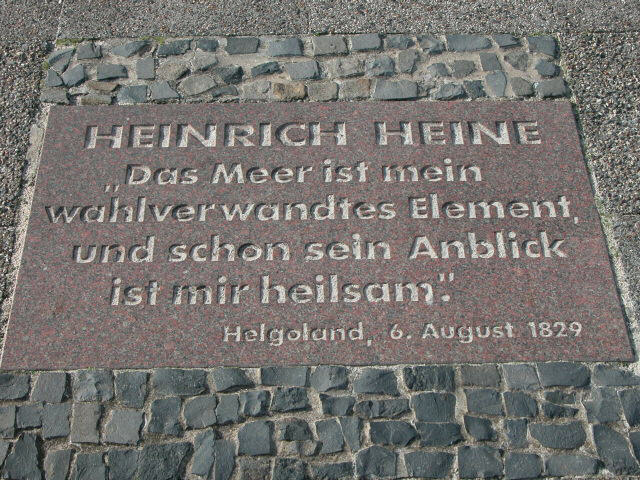 HEINRICH HEINE
„Das Meer ist mein
wahlverwandtes Element,
und schon sein Anblick
ist mir heilsam."
Helgoland, 6. August 1829